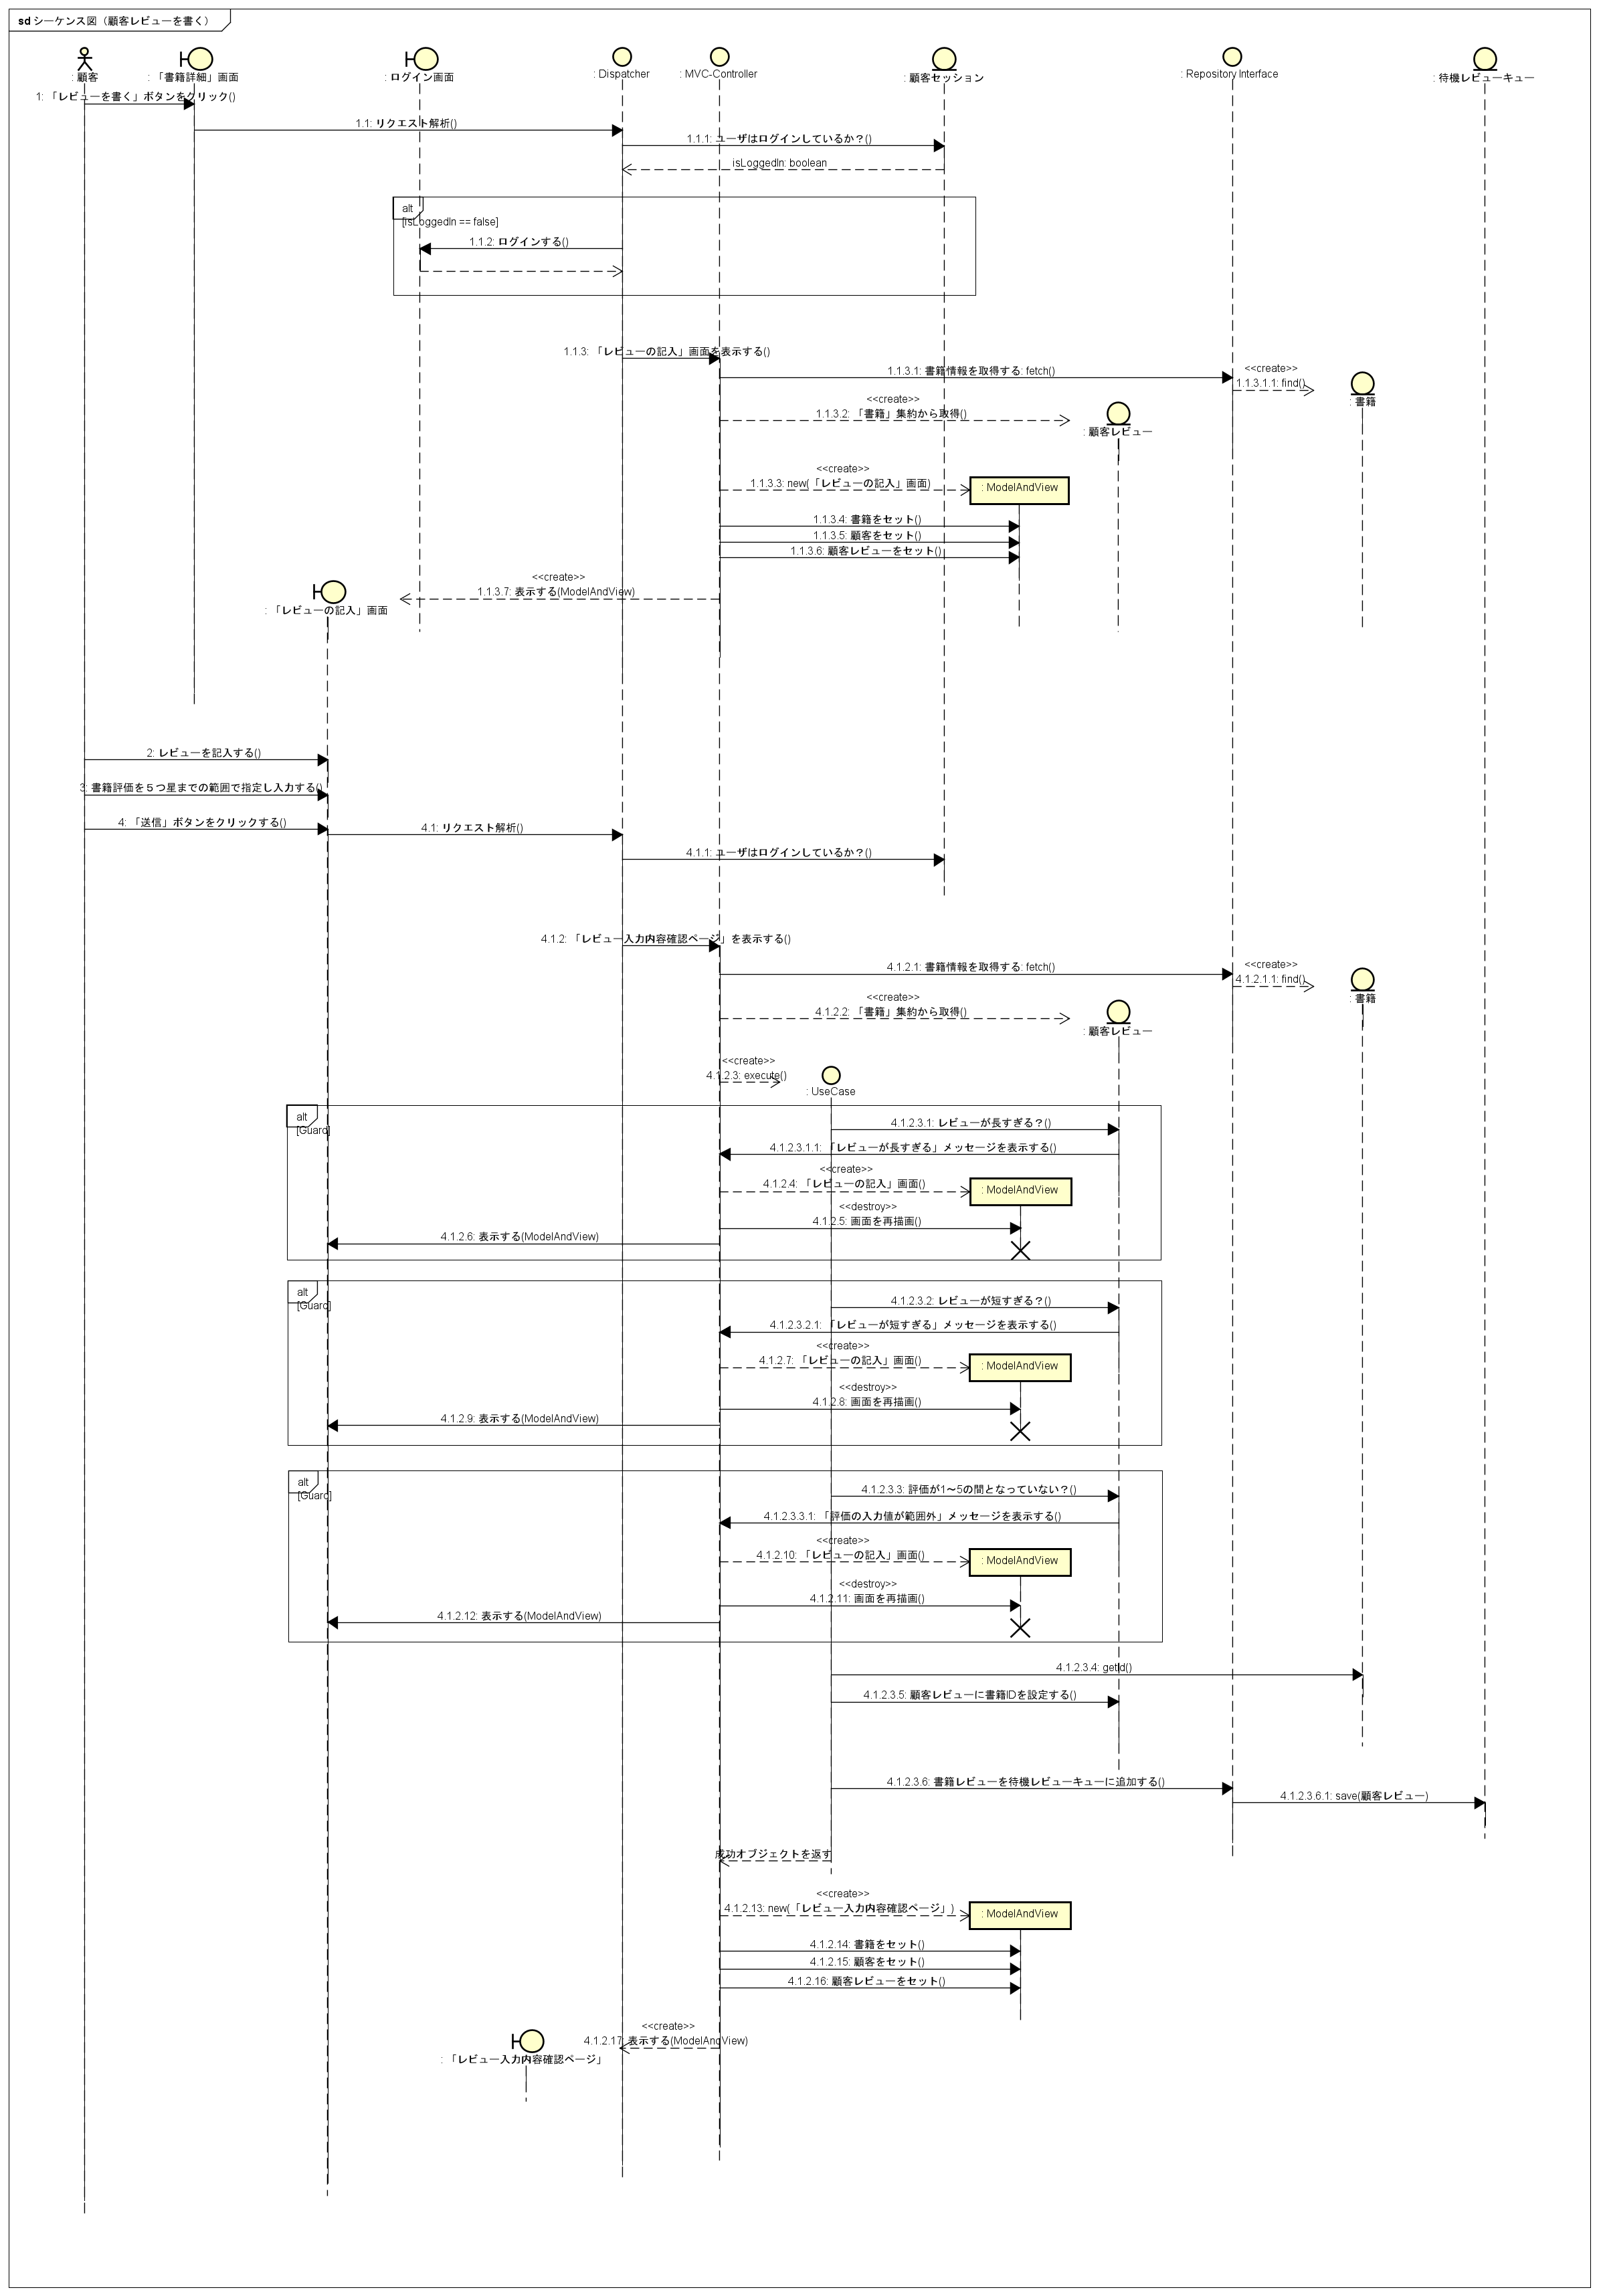 sd シーケンス図（顧客レビューを書く）
: 顧客
: 「書籍詳細」画面
: ログイン画面
: Dispatcher
: MVC-Controller
: 顧客セッション
: Repository Interface
: 待機レビューキュー
1: 「レビューを書く」ボタンをクリック()
1.1: リクエスト解析()
1.1.1: ユーザはログインしているか？()
isLoggedIn: boolean
alt
[isLoggedIn == false]
1.1.2: ログインする()
1.1.3: 「レビューの記入」画面を表示する()
1.1.3.1: 書籍情報を取得する: fetch()
<<create>>
1.1.3.1.1: find()
: 書籍
<<create>>
1.1.3.2: 「書籍」集約から取得()
: 顧客レビュー
<<create>>
1.1.3.3: new(「レビューの記入」画面)
: ModelAndView
1.1.3.4: 書籍をセット()
1.1.3.5: 顧客をセット()
1.1.3.6: 顧客レビューをセット()
<<create>>
1.1.3.7: 表示する(ModelAndView)
: 「レビューの記入」画面
2: レビューを記入する()
3: 書籍評価を５つ星までの範囲で指定し入力する()
4: 「送信」ボタンをクリックする()
4.1: リクエスト解析()
4.1.1: ユーザはログインしているか？()
4.1.2: 「レビュー入力内容確認ページ」を表示する()
4.1.2.1: 書籍情報を取得する: fetch()
<<create>>
4.1.2.1.1: find()
: 書籍
<<create>>
4.1.2.2: 「書籍」集約から取得()
: 顧客レビュー
<<create>>
4.1.2.3: execute()
: UseCase
alt
[Guard]
4.1.2.3.1: レビューが長すぎる？()
4.1.2.3.1.1: 「レビューが長すぎる」メッセージを表示する()
<<create>>
4.1.2.4: 「レビューの記入」画面()
: ModelAndView
<<destroy>>
4.1.2.5: 画面を再描画()
4.1.2.6: 表示する(ModelAndView)
alt
[Guard]
4.1.2.3.2: レビューが短すぎる？()
4.1.2.3.2.1: 「レビューが短すぎる」メッセージを表示する()
<<create>>
4.1.2.7: 「レビューの記入」画面()
: ModelAndView
<<destroy>>
4.1.2.8: 画面を再描画()
4.1.2.9: 表示する(ModelAndView)
alt
[Guard]
4.1.2.3.3: 評価が1〜5の間となっていない？()
4.1.2.3.3.1: 「評価の入力値が範囲外」メッセージを表示する()
<<create>>
4.1.2.10: 「レビューの記入」画面()
: ModelAndView
<<destroy>>
4.1.2.11: 画面を再描画()
4.1.2.12: 表示する(ModelAndView)
4.1.2.3.4: getId()
4.1.2.3.5: 顧客レビューに書籍IDを設定する()
4.1.2.3.6: 書籍レビューを待機レビューキューに追加する()
4.1.2.3.6.1: save(顧客レビュー)
成功オブジェクトを返す
<<create>>
4.1.2.13: new(「レビュー入力内容確認ページ」)
: ModelAndView
4.1.2.14: 書籍をセット()
4.1.2.15: 顧客をセット()
4.1.2.16: 顧客レビューをセット()
<<create>>
4.1.2.17: 表示する(ModelAndView)
: 「レビュー入力内容確認ページ」